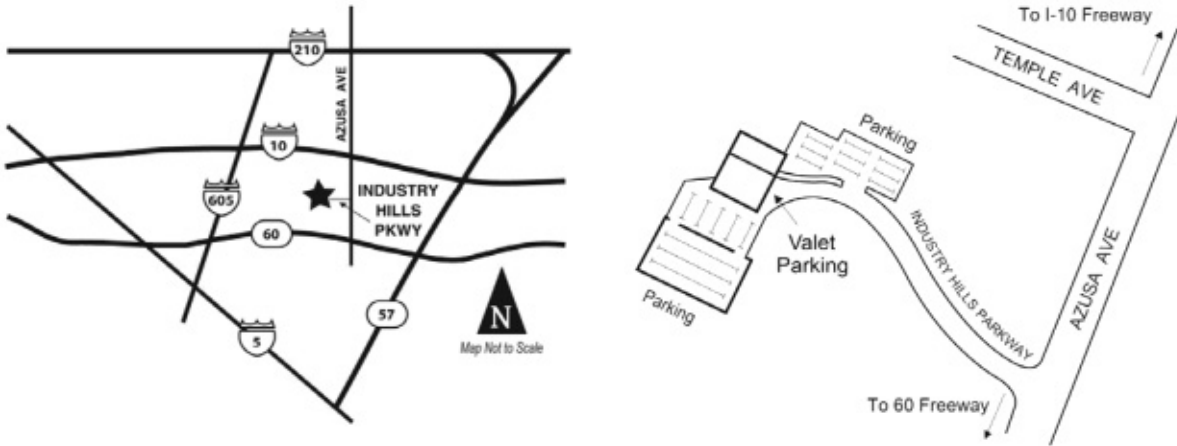 210
AZUSA AVE
10
605
INDUSTRY
HILLS
PKWY
60
57
5
N
Map Not to Scale
To I-10 Freeway
TEMPLE AVE
Parking
Valet
Parking
INDUSTRY HILLS PARKWAY
AZUSA AVE
Parking
To 60 Freeway